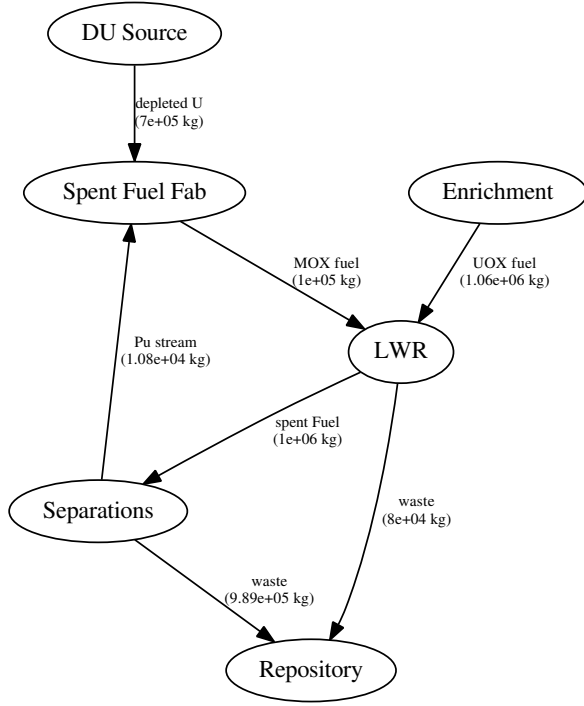 DU Source
depleted U
(7e+05 kg)
Spent Fuel Fab
Enrichment
MOX fuel
(1e+05 kg)
UOX fuel
(1.06e+06 kg)
LWR
Pu stream
(1.08e+04 kg)
spent Fuel
(1e+06 kg)
Separations
waste
(8e+04 kg)
waste
(9.89e+05 kg)
Repository